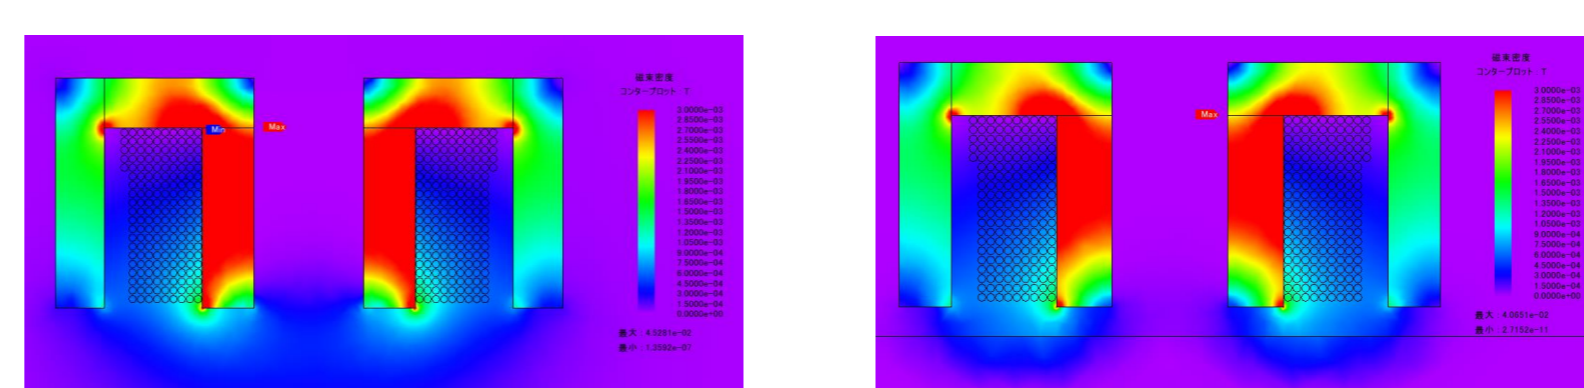 磁束密度
コンタープロット T
3.0000e-03
2.8500e-03
2.7000e-03
2.5500e-03
2.4000e-03
2.2500e-03
2.1000e-03
1.9500e-03
1.8000e-03
1.6500e-03
1.5000e-03
1.3500e-03
1.2000e-03
1.0500e-03
9.0000e-04
7.5000e-04
6.0000e-04
4.5000e-04
3.0000e-04
1.5000e-04
0.0000e+00
Min
Max
最大 : 4.5281e-02
最小 : 1.3592e-07
磁束密度
コンタープロット T
3.0000e-03
2.8500e-03
2.7000e-03
2.5500e-03
2.4000e-03
2.2500e-03
2.1000e-03
1.9500e-03
1.8000e-03
1.6500e-03
1.5000e-03
1.3500e-03
1.2000e-03
1.0500e-03
9.0000e-04
7.5000e-04
6.0000e-04
4.5000e-04
3.0000e-04
1.5000e-04
0.0000e+00
Max
最大 : 4.0651e-02
最小 : 2.7152e-11